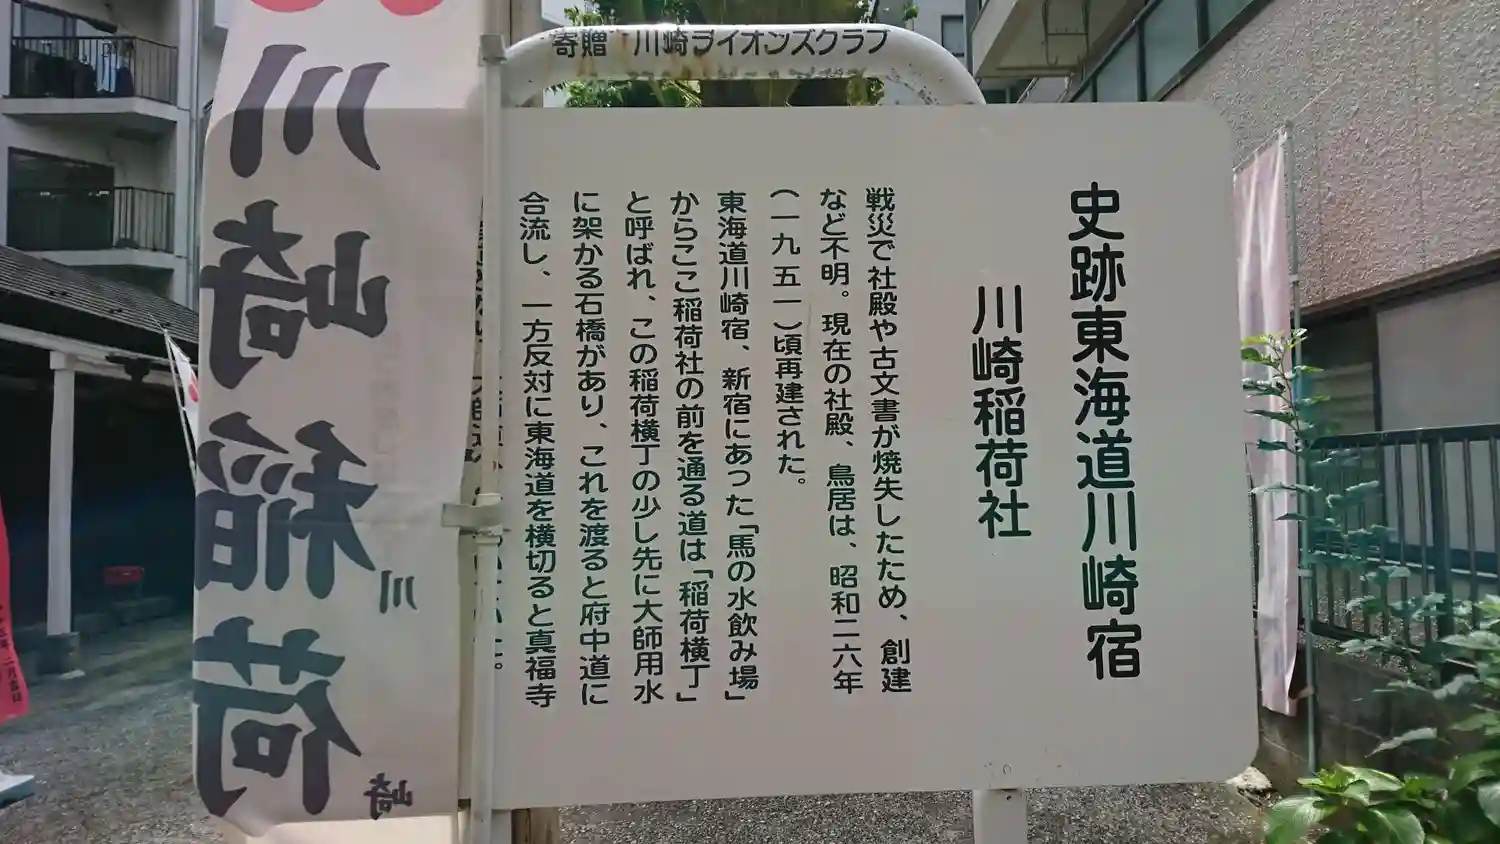 寄贈 川崎ライオンズクラブ
史跡東海道川崎宿
川崎稲荷社
戦災で社殿や古文書が焼失したため、創建
など不明。現在の社殿、鳥居は、昭和二六年
(一九五一)頃再建された。
東海道川崎宿、新宿にあった「馬の水飲み場」
からここ稲荷社の前を通る道は「稲荷横丁」
と呼ばれ、この稲荷横丁の少し先に大師用水
に架かる石橋があり、これを渡ると府中道に
合流し、一方反対に東海道を横切ると真福寺
川崎稲荷
川
崎